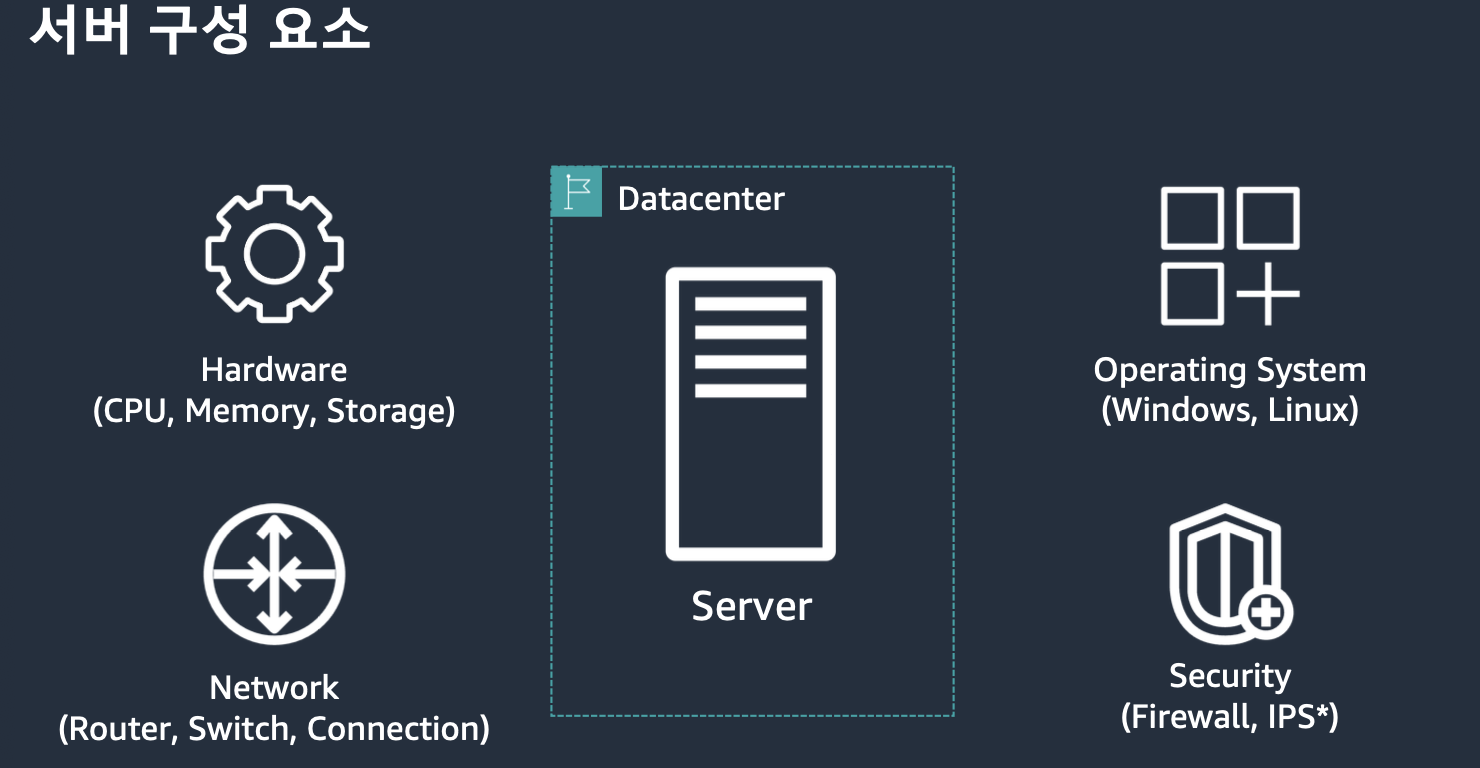 서버 구성 요소
Datacenter
Server
Hardware
(CPU, Memory, Storage)
Network
(Router, Switch, Connection)
Operating System
(Windows, Linux)
Security
(Firewall, IPS*)